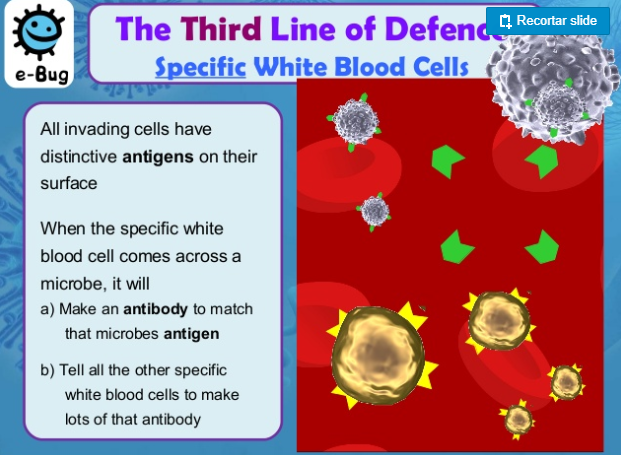 The Third Line of Defence
Recortar slide
Specific White Blood Cells
e-Bug
All invading cells have
distinctive antigens on their
surface
When the specific white
blood cell comes across a
microbe, it will
a) Make an antibody to match
that microbes antigen
b) Tell all the other specific
white blood cells to make
lots of that antibody